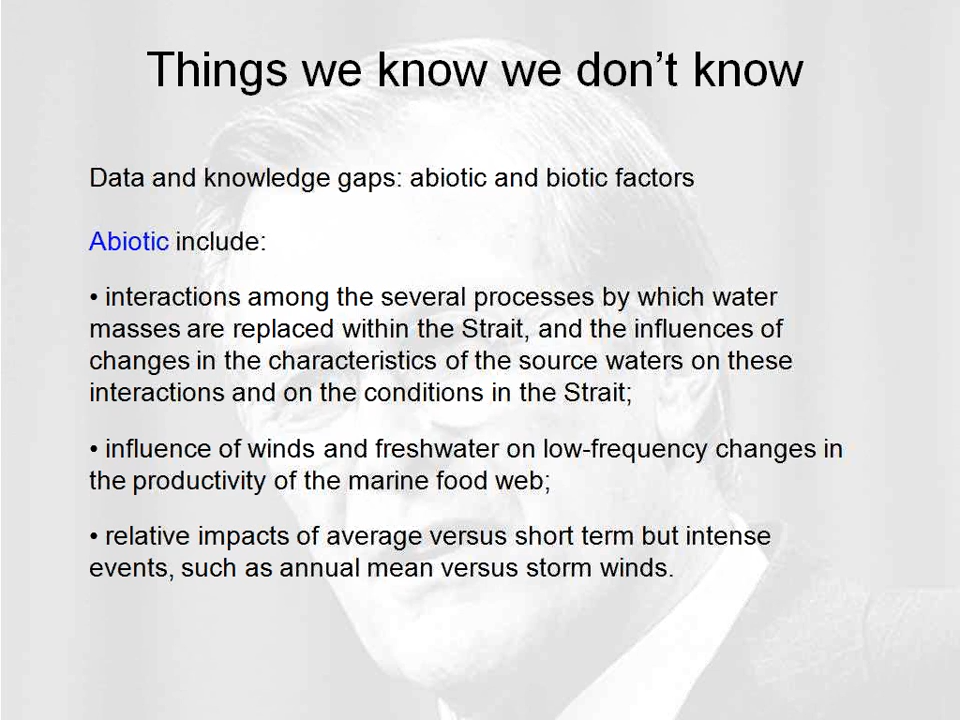 Things we know we don’t know
Data and knowledge gaps: abiotic and biotic factors
Abiotic include:
• interactions among the several processes by which water
masses are replaced within the Strait, and the influences of
changes in the characteristics of the source waters on these
interactions and on the conditions in the Strait;
• influence of winds and freshwater on low-frequency changes in
the productivity of the marine food web;
• relative impacts of average versus short term but intense
events, such as annual mean versus storm winds.